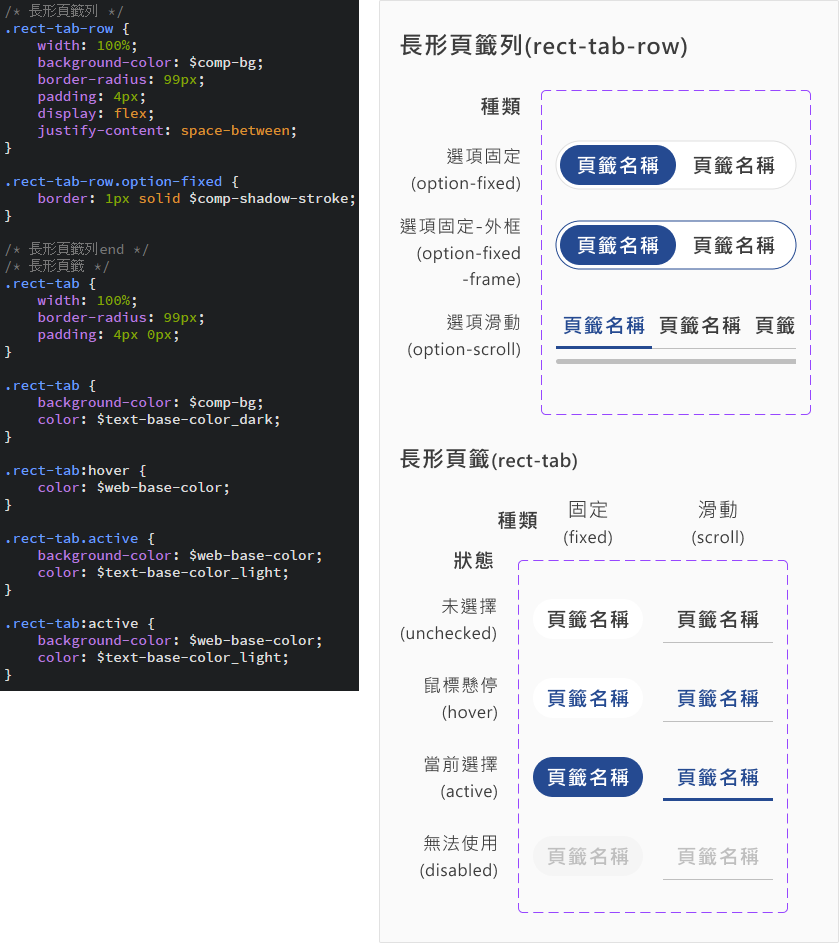 /* 長形頁籤列 */
.rect-tab-row {
    width: 100%;
    background-color: $comp-bg;
    border-radius: 99px;
    padding: 4px;
    display: flex;
    justify-content: space-between;
}
.rect-tab-row.option-fixed {
    border: 1px solid $comp-shadow-stroke;
}
/* 長形頁籤列end */
/* 長形頁籤 */
.rect-tab {
    width: 100%;
    border-radius: 99px;
    padding: 4px 0px;
}
.rect-tab {
    background-color: $comp-bg;
    color: $text-base-color_dark;
}
.rect-tab:hover {
    color: $web-base-color;
}
.rect-tab.active {
    background-color: $web-base-color;
    color: $text-base-color_light;
}
.rect-tab:active {
    background-color: $web-base-color;
    color: $text-base-color_light;
}
長形頁籤列(rect-tab-row)
種類
選項固定
(option-fixed)
頁籤名稱 頁籤名稱
選項固定-外框
(option-fixed
-frame)
頁籤名稱 頁籤名稱
選項滑動
(option-scroll)
頁籤名稱 頁籤名稱 頁籤
長形頁籤(rect-tab)
種類
固定
(fixed)
滑動
(scroll)
狀態
未選擇
(unchecked)
頁籤名稱 頁籤名稱
鼠標懸停
(hover)
頁籤名稱 頁籤名稱
當前選擇
(active)
頁籤名稱 頁籤名稱
無法使用
(disabled)
頁籤名稱 頁籤名稱